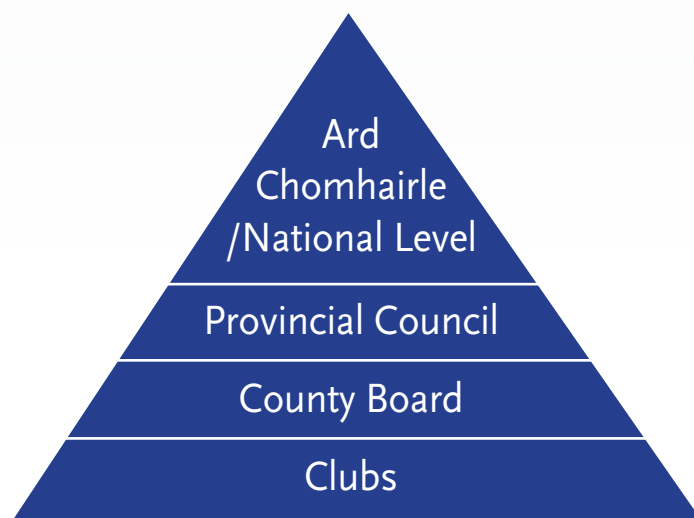 Ard
Chomhairle
/National Level
Provincial Council
County Board
Clubs